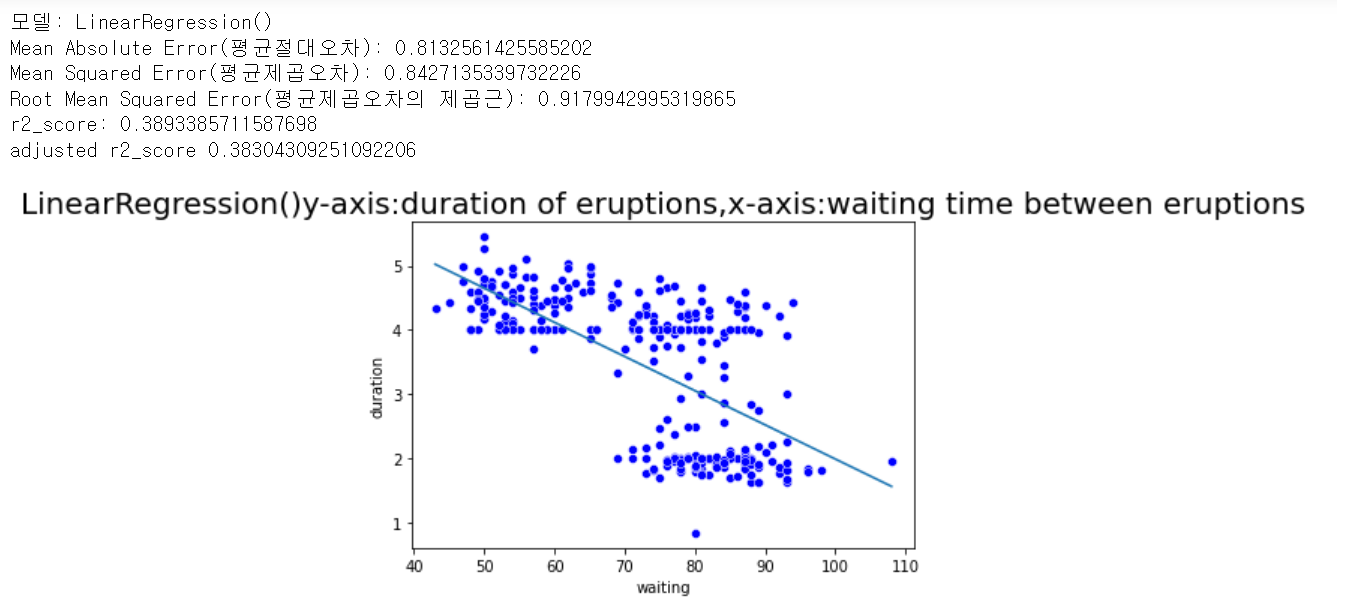 모델: LinearRegression()
Mean Absolute Error(평균절대오차): 0.8132561425585202
Mean Squared Error(평균제곱오차): 0.8427135339732226
Root Mean Squared Error(평균제곱오차의 제곱근): 0.9179942995319865
r2_score: 0.3893385711587698
adjusted r2_score 0.38304309251092206
LinearRegression()y-axis:duration of eruptions,x-axis:waiting time between eruptions
5
4
duration
3
2
1
40 50 60 70 80 90 100 110
waiting